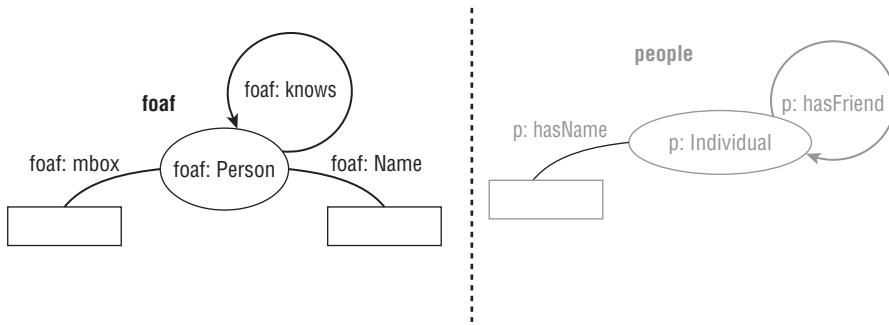 foaf
foaf: knows
foaf: mbox
foaf: Person
foaf: Name
people
p: hasFriend
p: hasName
p: Individual